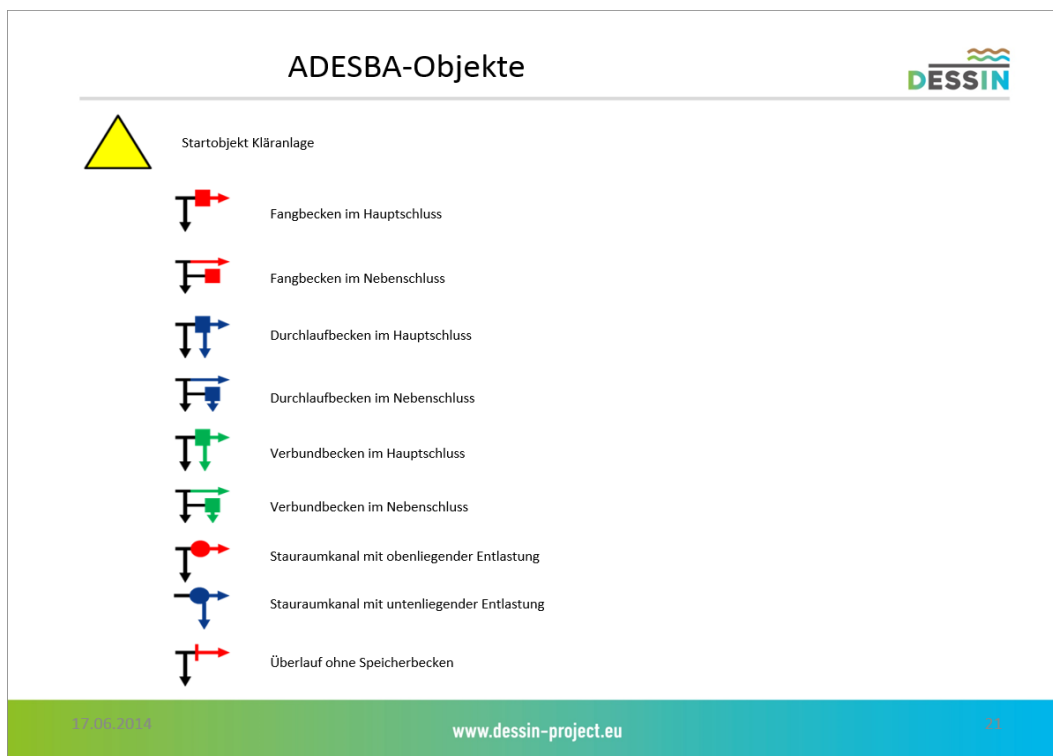 ADESBA-Objekte
DESSIN
Startobjekt Kläranlage
Fangbecken im Hauptschluss
Fangbecken im Nebenschluss
Durchlaufbecken im Hauptschluss
Durchlaufbecken im Nebenschluss
Verbundbecken im Hauptschluss
Verbundbecken im Nebenschluss
Stauraumkanal mit obenliegender Entlastung
Stauraumkanal mit untenliegender Entlastung
Überlauf ohne Speicherbecken
17.06.2014
www.dessin-project.eu
21